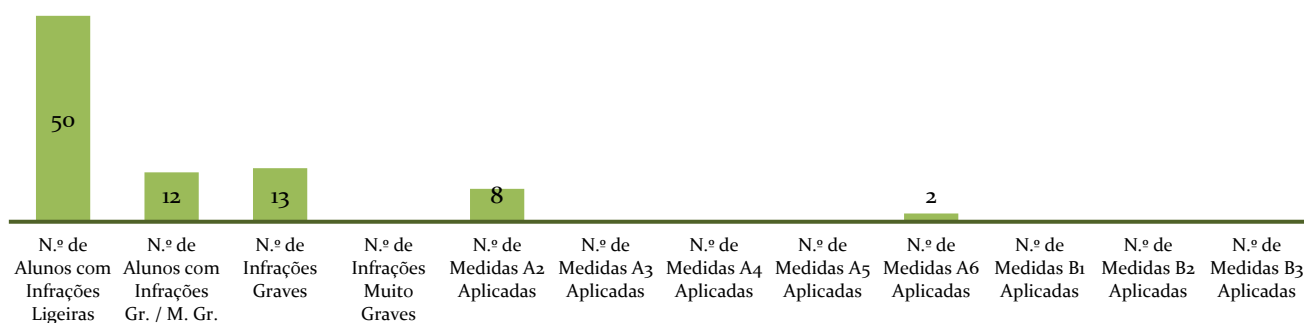 50
12
13
8
2
N.º de Alunos com Infrações Ligeiras
N.º de Alunos com Infrações Gr. / M. Gr.
N.º de Infrações Graves
N.º de Infrações Muito Graves
N.º de Medidas A2 Aplicadas
N.º de Medidas A3 Aplicadas
N.º de Medidas A4 Aplicadas
N.º de Medidas A5 Aplicadas
N.º de Medidas A6 Aplicadas
N.º de Medidas B1 Aplicadas
N.º de Medidas B2 Aplicadas
N.º de Medidas B3 Aplicadas